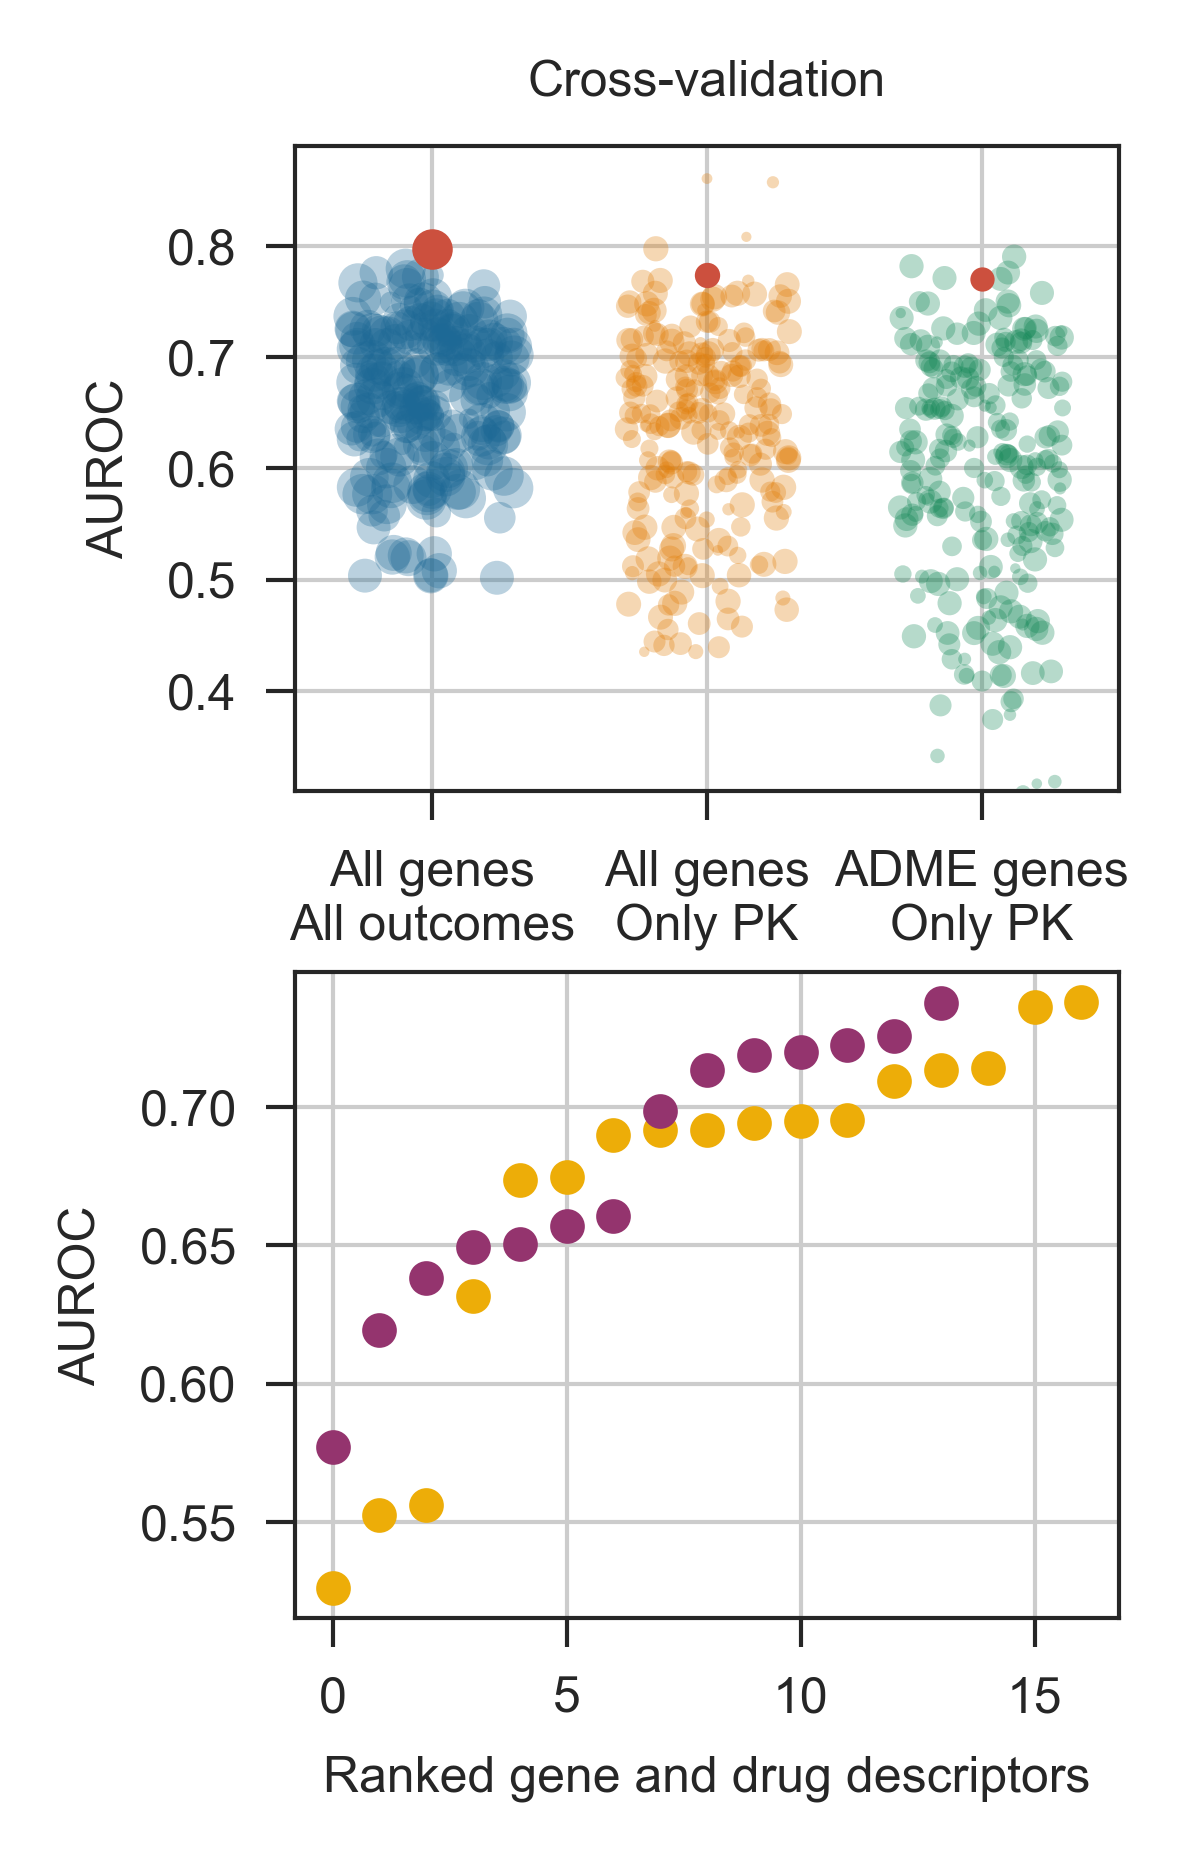 Cross-validation
0.8
0.7
0.6
0.5
0.4
AUROC
All genes
All outcomes
All genes
Only PK
ADME genes
Only PK
0.70
0.65
0.60
0.55
AUROC
0 5 10 15
Ranked gene and drug descriptors